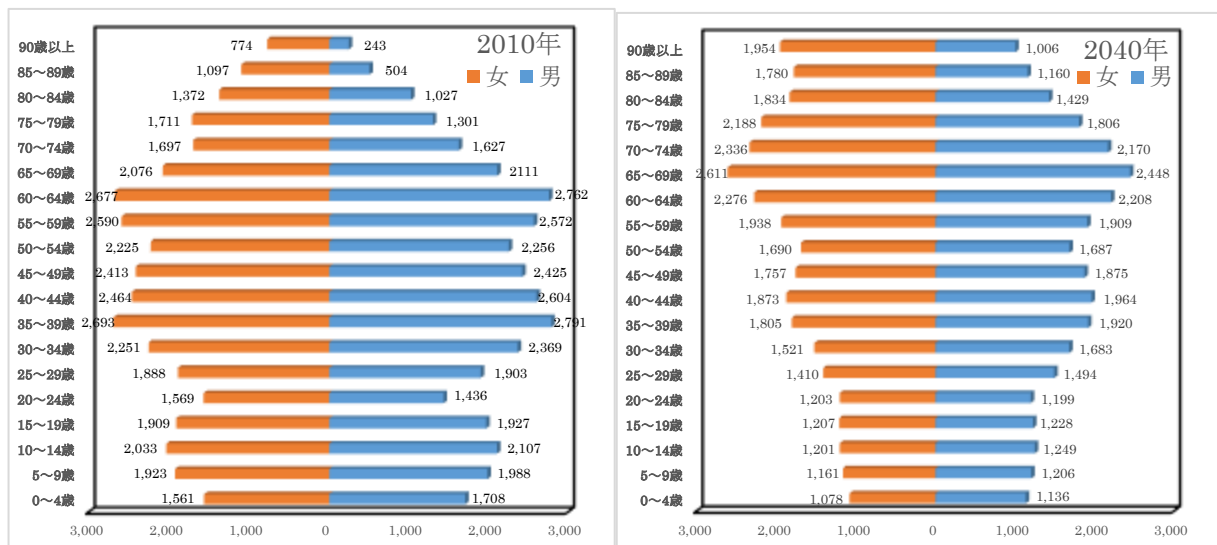 2010年
女 男
90歳以上 774 243
85～89歳 1,097 504
80～84歳 1,372 1,027
75～79歳 1,711 1,301
70～74歳 1,697 1,627
65～69歳 2,076 2111
60～64歳 2,677 2,762
55～59歳 2,590 2,572
50～54歳 2,225 2,256
45～49歳 2,413 2,425
40～44歳 2,464 2,604
35～39歳 2,693 2,791
30～34歳 2,251 2,369
25～29歳 1,888 1,903
20～24歳 1,569 1,436
15～19歳 1,909 1,927
10～14歳 2,033 2,107
5～9歳 1,923 1,988
0～4歳 1,561 1,708
3,000 2,000 1,000 0 1,000 2,000 3,000
2040年
女 男
90歳以上 1,954 1,006
85～89歳 1,780 1,160
80～84歳 1,834 1,429
75～79歳 2,188 1,806
70～74歳 2,336 2,170
65～69歳 2,611 2,448
60～64歳 2,276 2,208
55～59歳 1,938 1,909
50～54歳 1,690 1,687
45～49歳 1,757 1,875
40～44歳 1,873 1,964
35～39歳 1,805 1,920
30～34歳 1,521 1,683
25～29歳 1,410 1,494
20～24歳 1,203 1,199
15～19歳 1,207 1,228
10～14歳 1,201 1,249
5～9歳 1,161 1,206
0～4歳 1,078 1,136
3,000 2,000 1,000 0 1,000 2,000 3,000